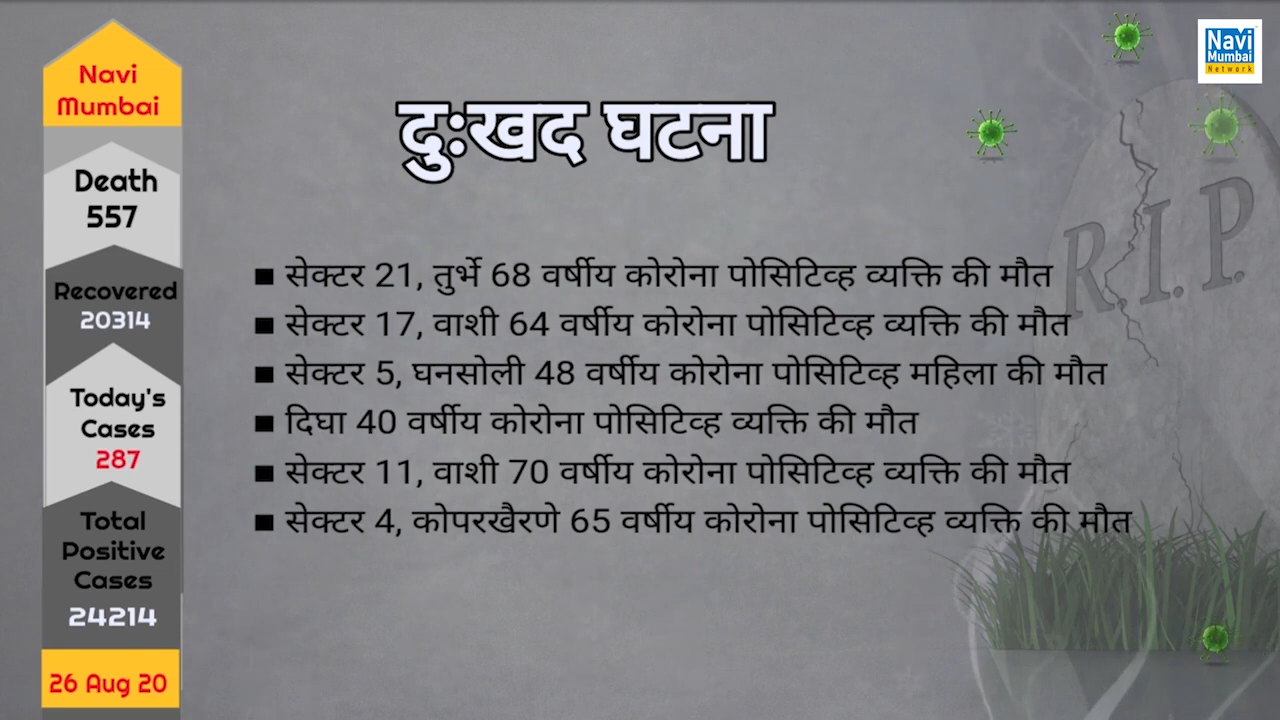 Navi
Mumbai
Death
557
Recovered
20314
Today's
Cases
287
Total
Positive
Cases
24214
26 Aug 20
दुःखद घटना
■ सेक्टर 21, तुर्भे 68 वर्षीय कोरोना पोसिटिव्ह व्यक्ति की मौत
■ सेक्टर 17, वाशी 64 वर्षीय कोरोना पोसिटिव्ह व्यक्ति की मौत
■ सेक्टर 5, घनसोली 48 वर्षीय कोरोना पोसिटिव्ह महिला की मौत
■ दिघा 40 वर्षीय कोरोना पोसिटिव्ह व्यक्ति की मौत
■ सेक्टर 11, वाशी 70 वर्षीय कोरोना पोसिटिव्ह व्यक्ति की मौत
■ सेक्टर 4, कोपरखैरणे 65 वर्षीय कोरोना पोसिटिव्ह व्यक्ति की मौत
Navi
Mumbai
Network
R.I.P.